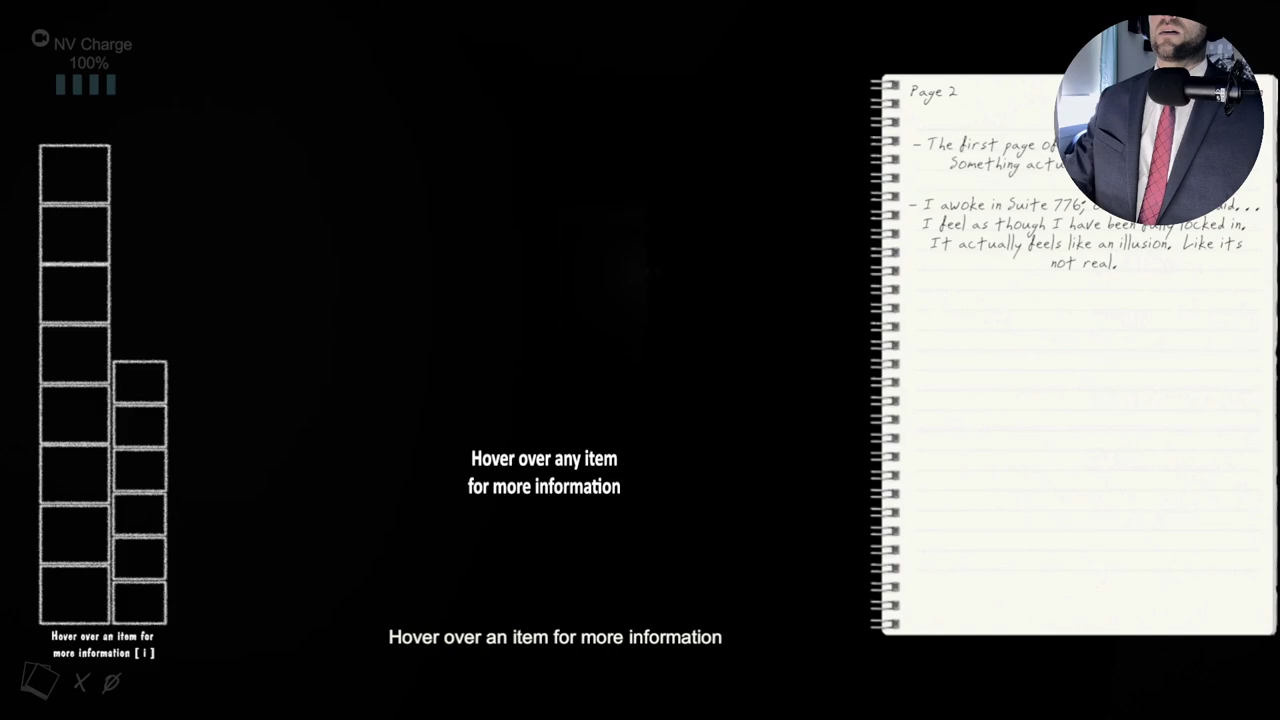 NV Charge
100%
Page 2
- The first page of
Something actu
- I awoke in Suite 776;
I feel as though I have been fully locked in.
It actually feels like an illusion. Like its
not real.
Hover over any item
for more information
Hover over an item for
more information [ i ]
Hover over an item for more information